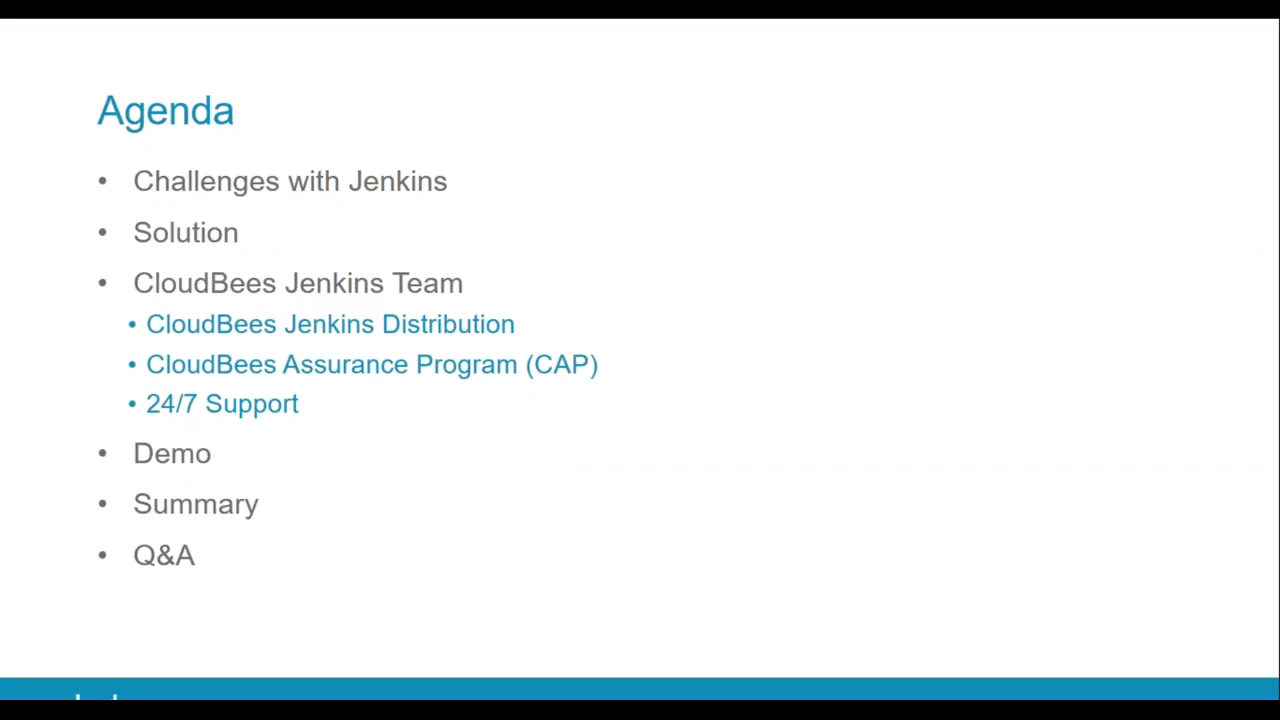 Agenda
• Challenges with Jenkins
• Solution
• CloudBees Jenkins Team
• CloudBees Jenkins Distribution
• CloudBees Assurance Program (CAP)
• 24/7 Support
• Demo
• Summary
• Q&A